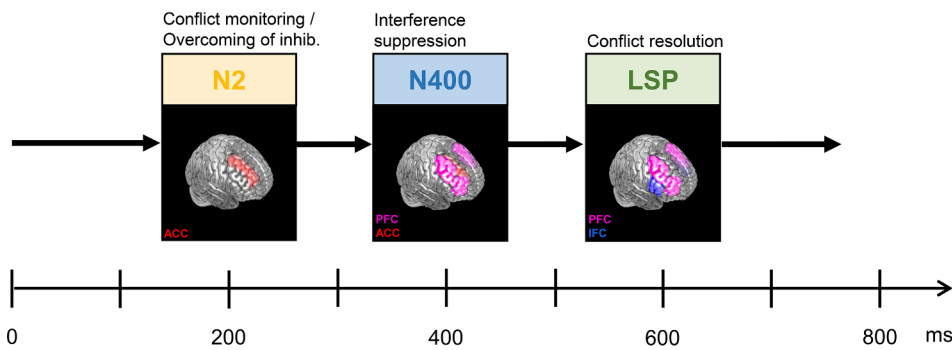 Conflict monitoring /
Overcoming of inhib.
Interference
suppression
Conflict resolution
N2
N400
LSP
ACC
PFC
ACC
PFC
IFC
0
200
400
600
800
ms